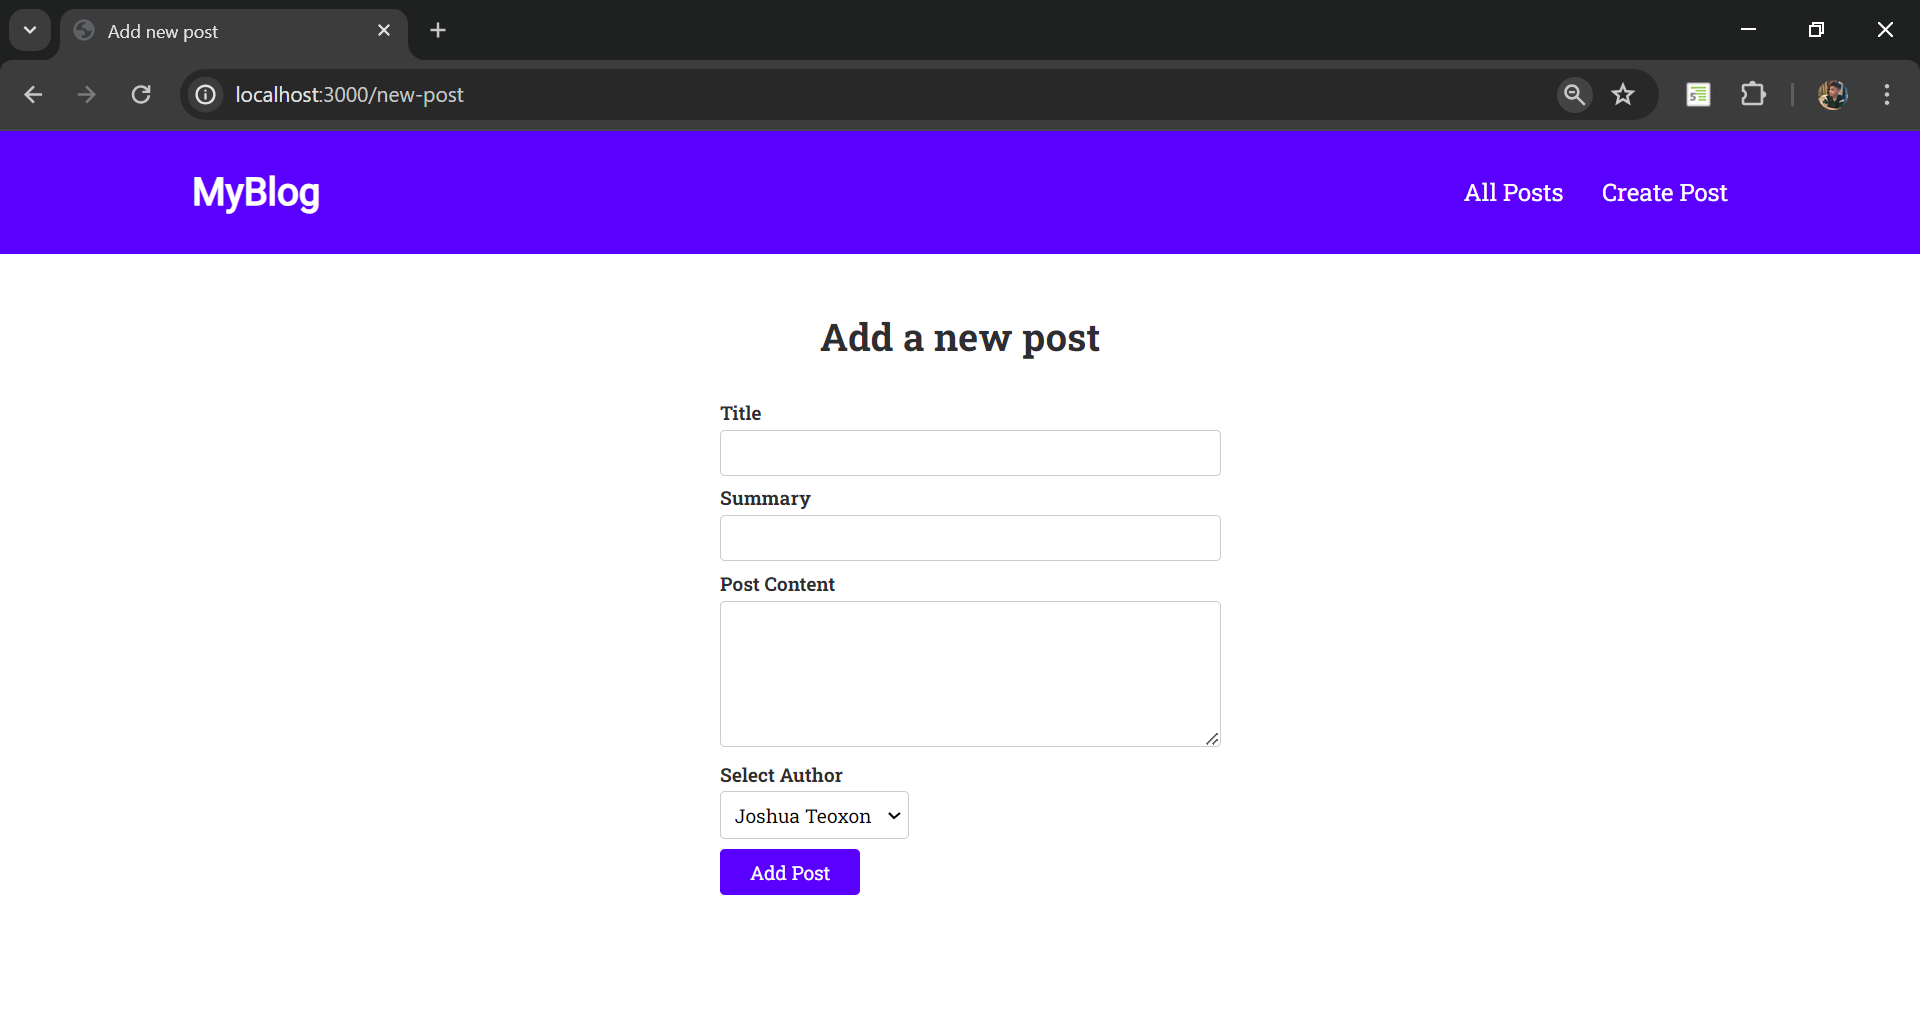 Add new post
localhost:3000/new-post
MyBlog
All Posts Create Post
Add a new post
Title
Summary
Post Content
Select Author
Joshua Teoxon
Add Post